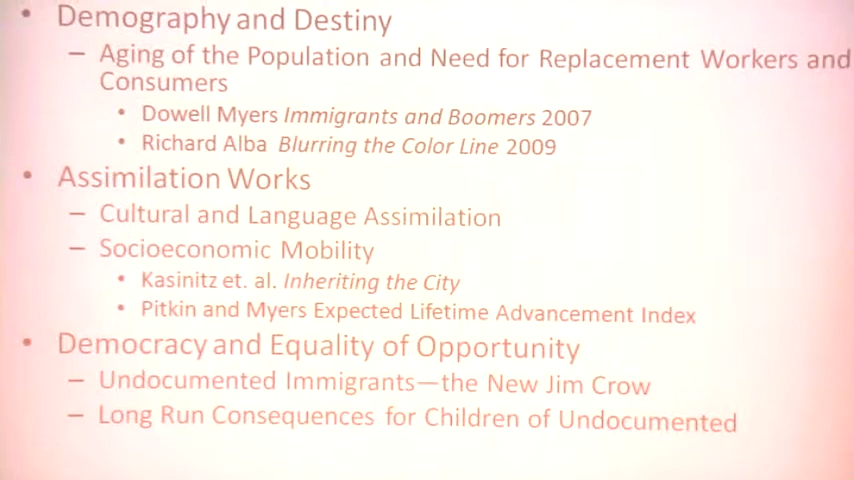 • Demography and Destiny
– Aging of the Population and Need for Replacement Workers and
Consumers
• Dowell Myers Immigrants and Boomers 2007
• Richard Alba Blurring the Color Line 2009
• Assimilation Works
– Cultural and Language Assimilation
– Socioeconomic Mobility
• Kasinitz et. al. Inheriting the City
• Pitkin and Myers Expected Lifetime Advancement Index
• Democracy and Equality of Opportunity
– Undocumented Immigrants—the New Jim Crow
– Long Run Consequences for Children of Undocumented